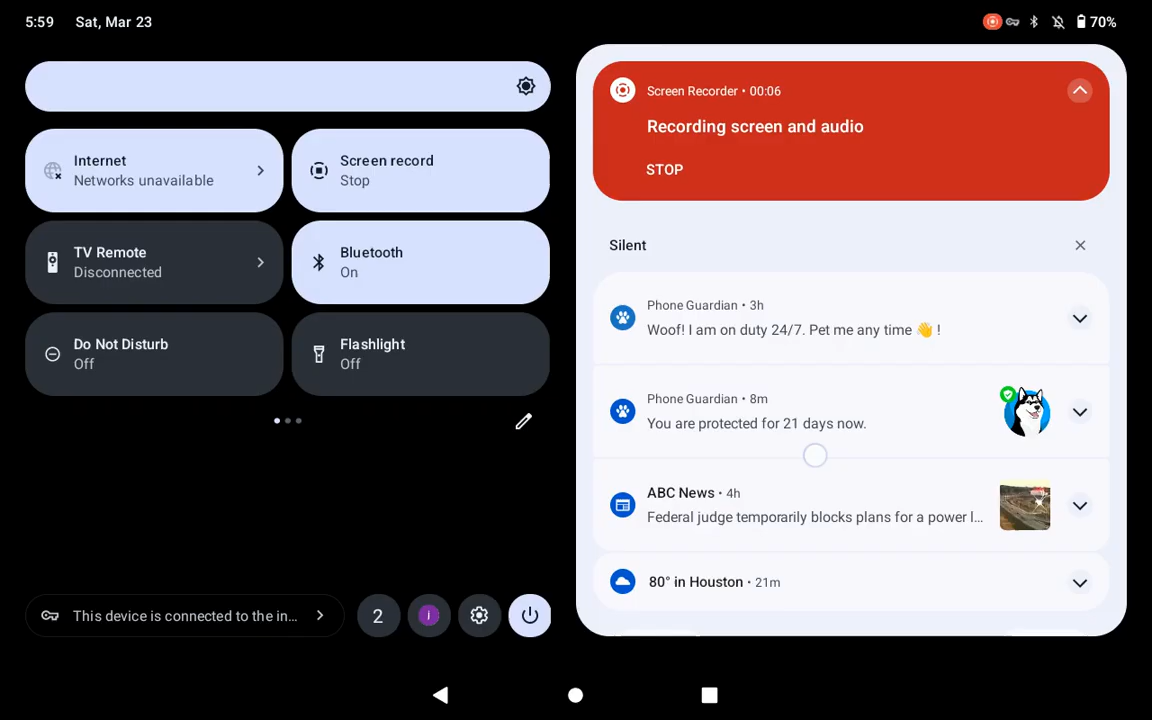 5:59 Sat, Mar 23
70%
Internet
Networks unavailable
Screen record
Stop
TV Remote
Disconnected
Bluetooth
On
Do Not Disturb
Off
Flashlight
Off
This device is connected to the in...
2
i
Screen Recorder • 00:06
Recording screen and audio
STOP
Silent
Phone Guardian • 3h
Woof! I am on duty 24/7. Pet me any time 👋 !
Phone Guardian • 8m
You are protected for 21 days now.
ABC News • 4h
Federal judge temporarily blocks plans for a power l...
80° in Houston • 21m